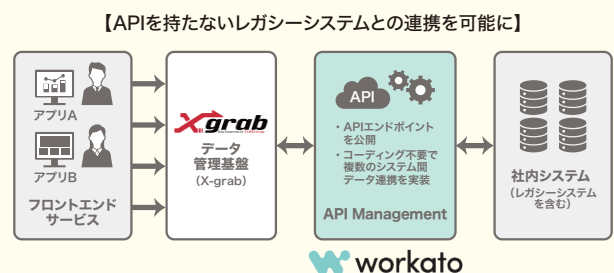 【APIを持たないレガシーシステムとの連携を可能に】
アプリA
アプリB
フロントエンド
サービス
X-grab
データ
管理基盤
（X-grab）
API
・APIエンドポイント
を公開
・コーディング不要で
複数のシステム間
データ連携を実装
API Management
workato
社内システム
（レガシーシステム
を含む）